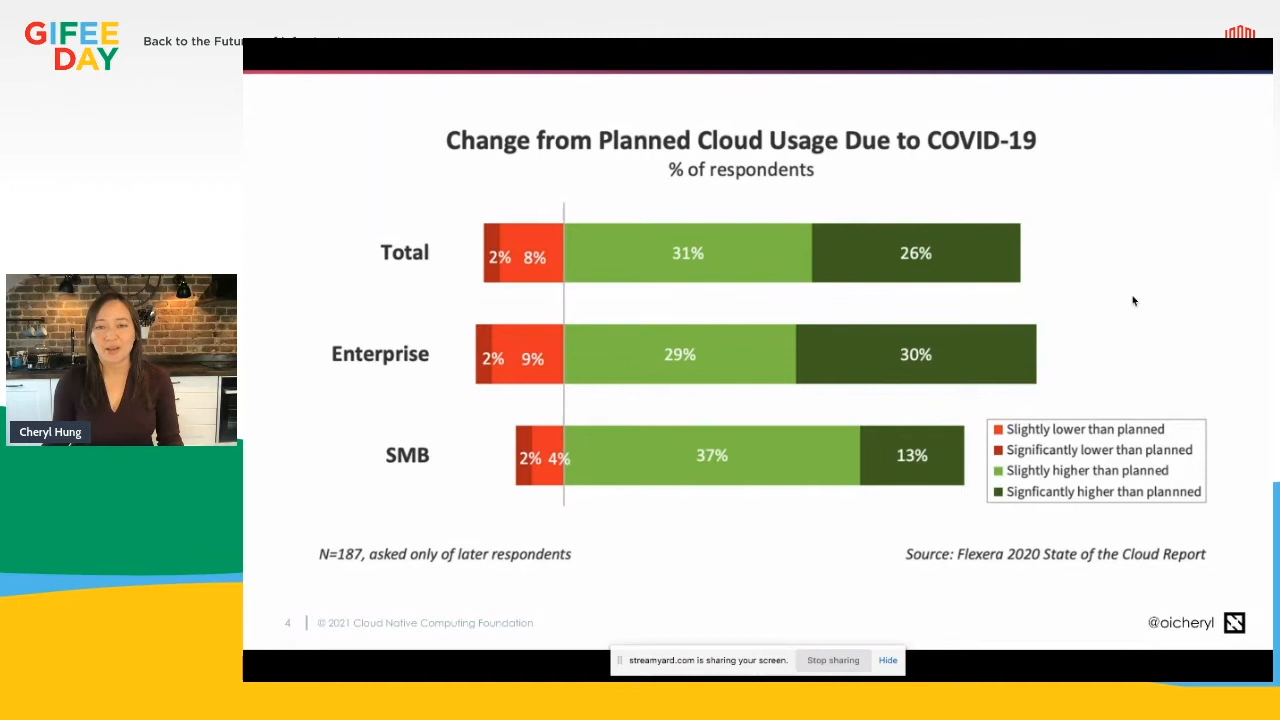 GIFEE
DAY
Back to the Futur
Change from Planned Cloud Usage Due to COVID-19
% of respondents
Total
2% 8% 31% 26%
Enterprise
2% 9% 29% 30%
SMB
2% 4% 37% 13%
Slightly lower than planned
Significantly lower than planned
Slightly higher than planned
Signficantly higher than plannned
Cheryl Hung
N=187, asked only of later respondents
Source: Flexera 2020 State of the Cloud Report
4
© 2021 Cloud Native Computing Foundation
@oicheryl
streamyard.com is sharing your screen.
Stop sharing
Hide